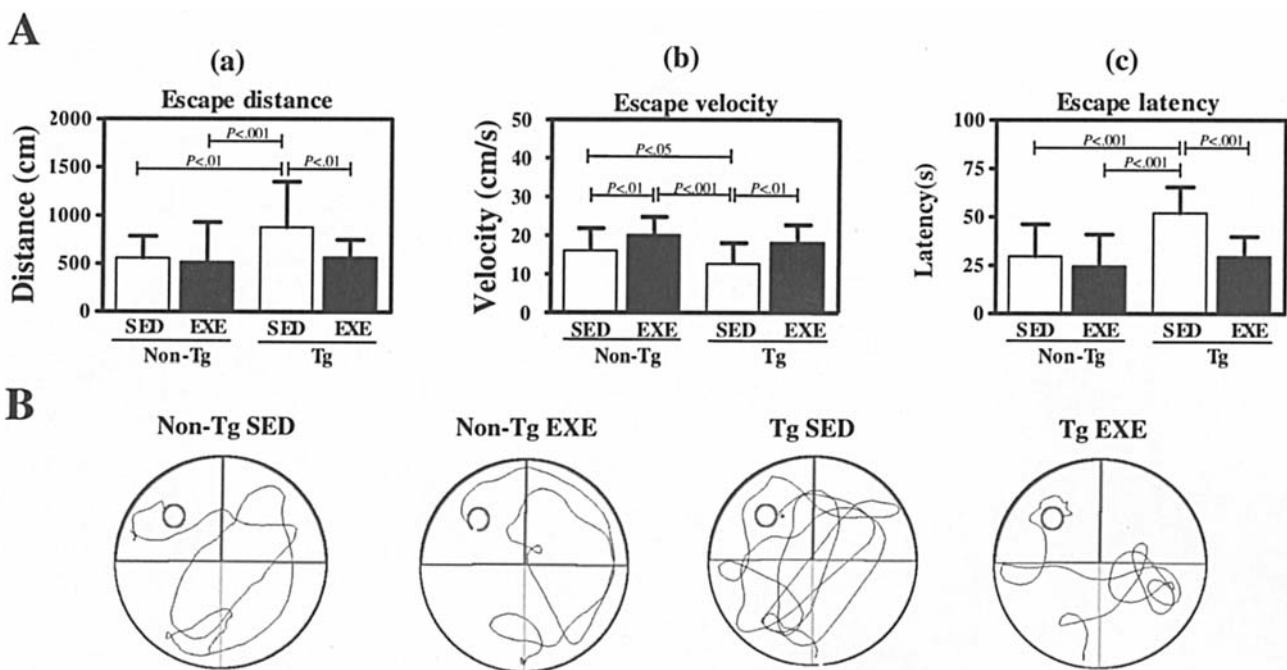 A
(a)
Escape distance
Distance (cm)
2000
1500
1000
500
0
P<.001
P<.01
P<.01
SED EXE SED EXE
Non-Tg Tg
(b)
Escape velocity
Velocity (cm/s)
50
40
30
20
10
0
P<.05
P<.01
P<.001
P<.01
SED EXE SED EXE
Non-Tg Tg
(c)
Escape latency
Latency(s)
100
75
50
25
0
P<.001
P<.001
P<.001
SED EXE SED EXE
Non-Tg Tg
B
Non-Tg SED
Non-Tg EXE
Tg SED
Tg EXE